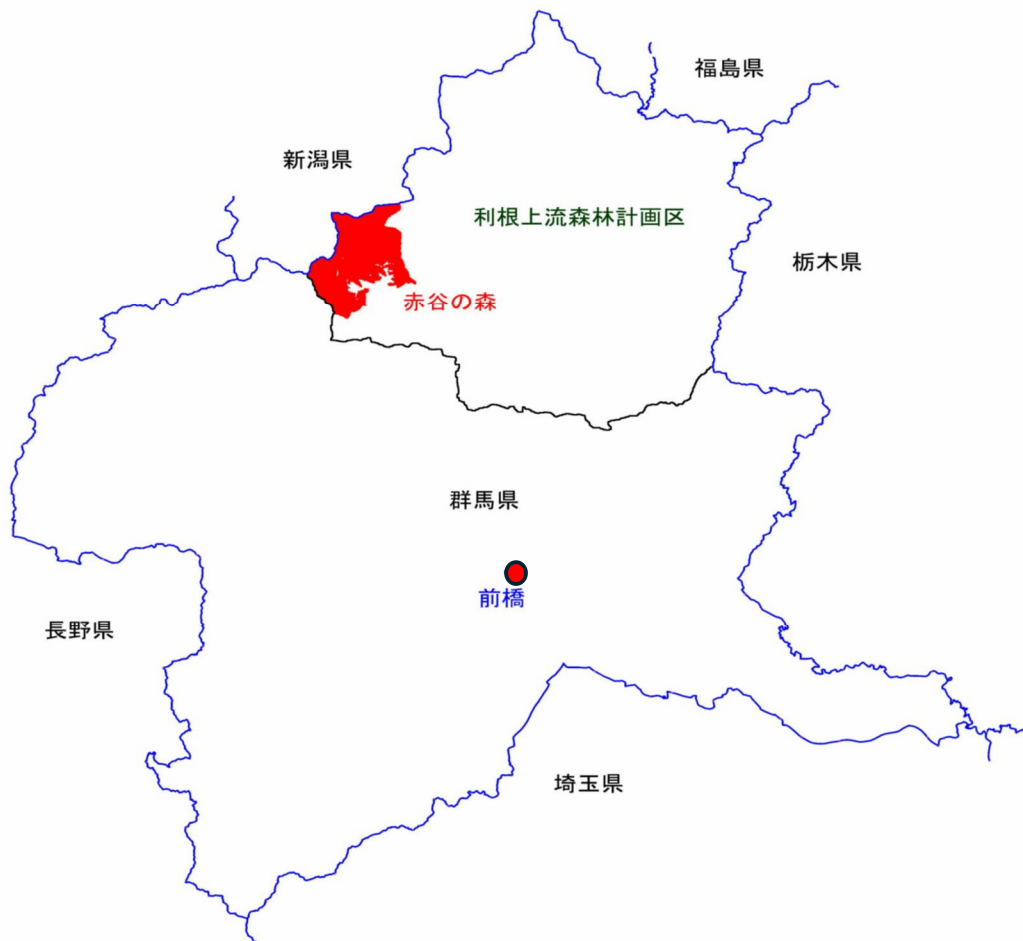 福島県
新潟県
利根上流森林計画区
栃木県
赤谷の森
群馬県
前橋
長野県
埼玉県